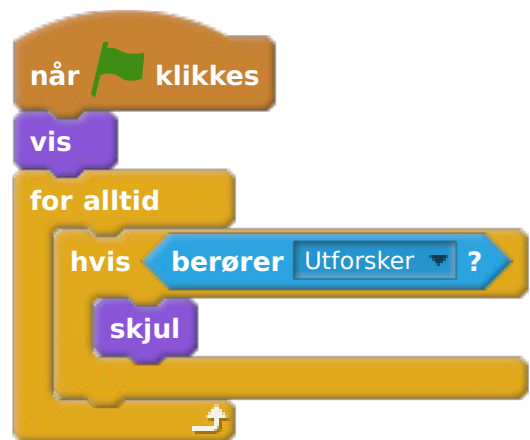 når klikkes
vis
for alltid
hvis berører Utforsker ?
skjul